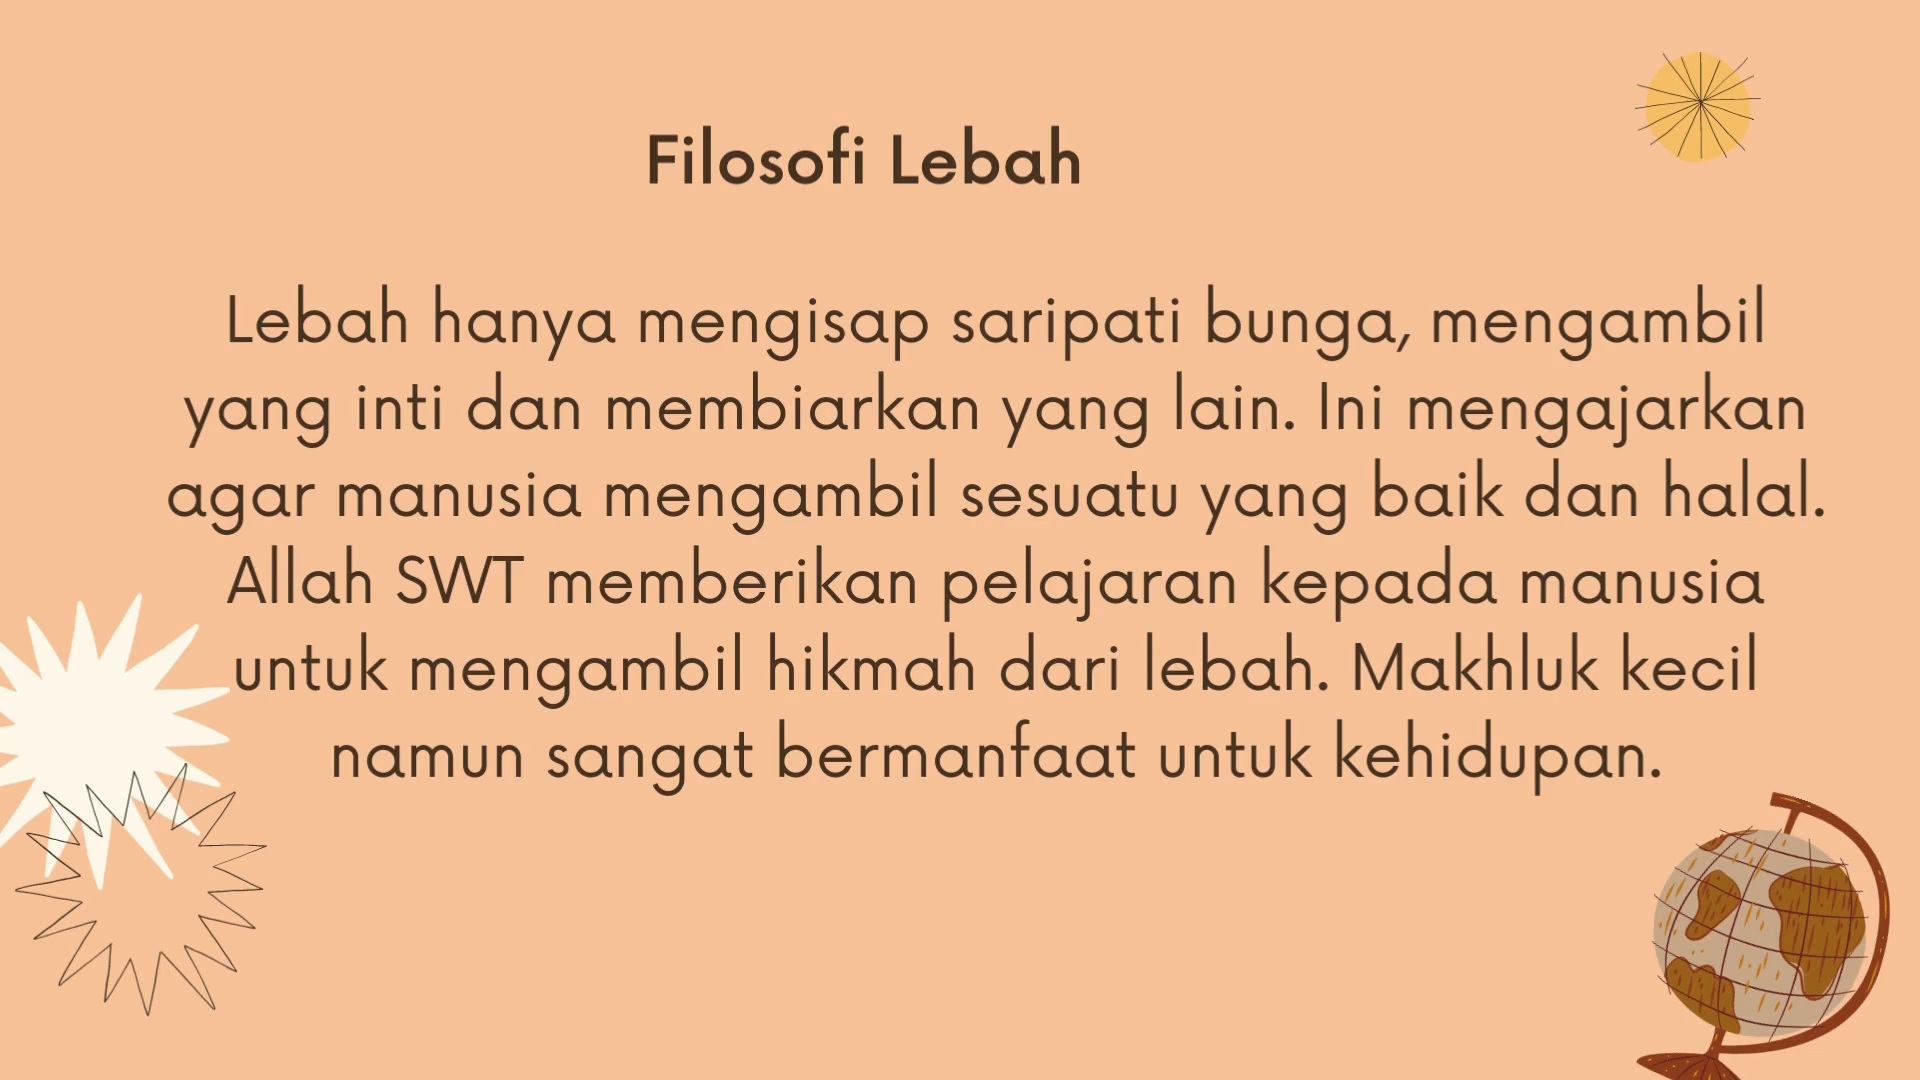 Filosofi Lebah
Lebah hanya mengisap saripati bunga, mengambil
yang inti dan membiarkan yang lain. Ini mengajarkan
agar manusia mengambil sesuatu yang baik dan halal.
Allah SWT memberikan pelajaran kepada manusia
untuk mengambil hikmah dari lebah. Makhluk kecil
namun sangat bermanfaat untuk kehidupan.